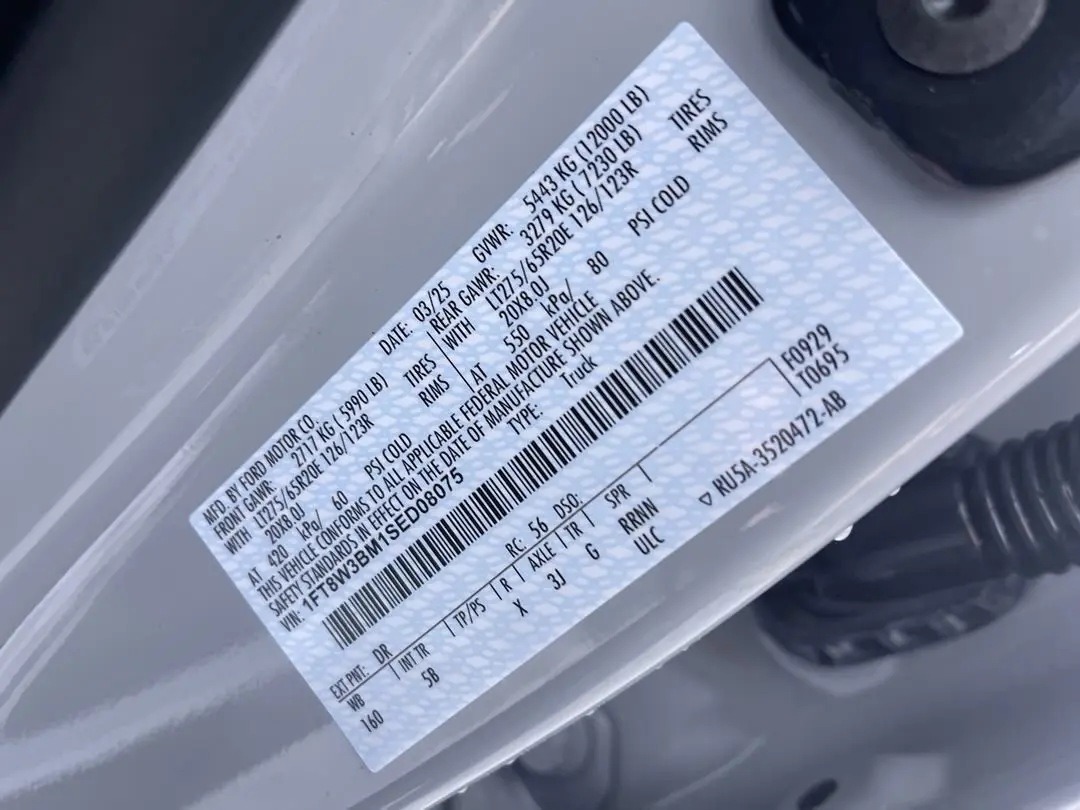 MFD. BY FORD MOTOR CO.
DATE: 03/25
GVWR: 5443 KG (12000 LB)
FRONT GAWR: 2717 KG ( 5990 LB)
REAR GAWR: 3279 KG ( 7230 LB)
WITH LT275/65R20E 126/123R TIRES
WITH LT275/65R20E 126/123R TIRES
20X8.0J RIMS
20X8.0J RIMS
AT 420 kPa/ 60 PSI COLD
AT 550 kPa/ 80 PSI COLD
THIS VEHICLE CONFORMS TO ALL APPLICABLE FEDERAL MOTOR VEHICLE
SAFETY STANDARDS IN EFFECT ON THE DATE OF MANUFACTURE SHOWN ABOVE.
VIN: 1FT8W3BM1SED08075
TYPE: Truck
F0929
T0695
EXT PNT: DR RC: 56 DSO:
WB INT TR TP/PS R AXLE TR SPR
160 5B X 3J G RRNN
ULC
▽ RU5A-3520472-AB